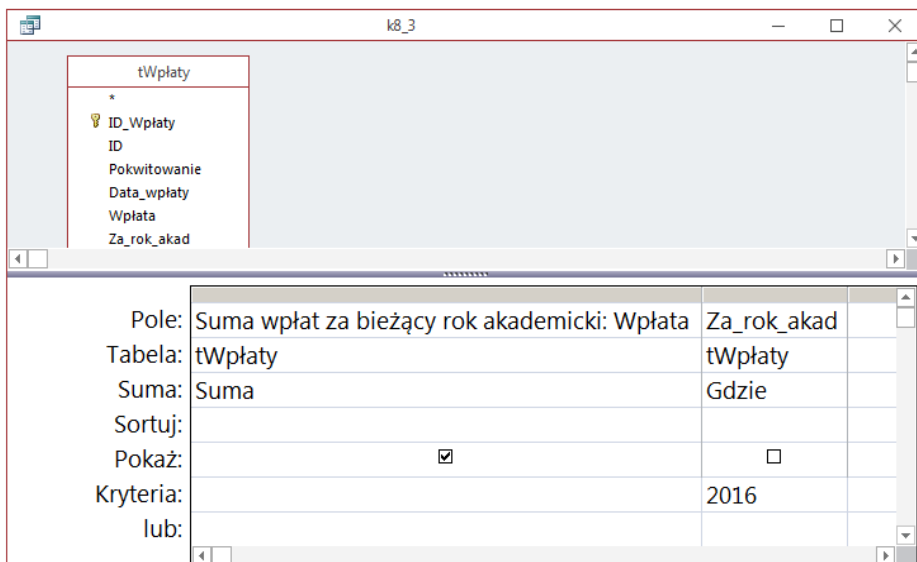 k8_3
tWpłaty
*
ID_Wpłaty
ID
Pokwitowanie
Data_wpłaty
Wpłata
Za_rok_akad
Pole: Suma wpłat za bieżący rok akademicki: Wpłata Za_rok_akad
Tabela: tWpłaty tWpłaty
Suma: Suma Gdzie
Sortuj:
Pokaż:
Kryteria: 2016
lub: